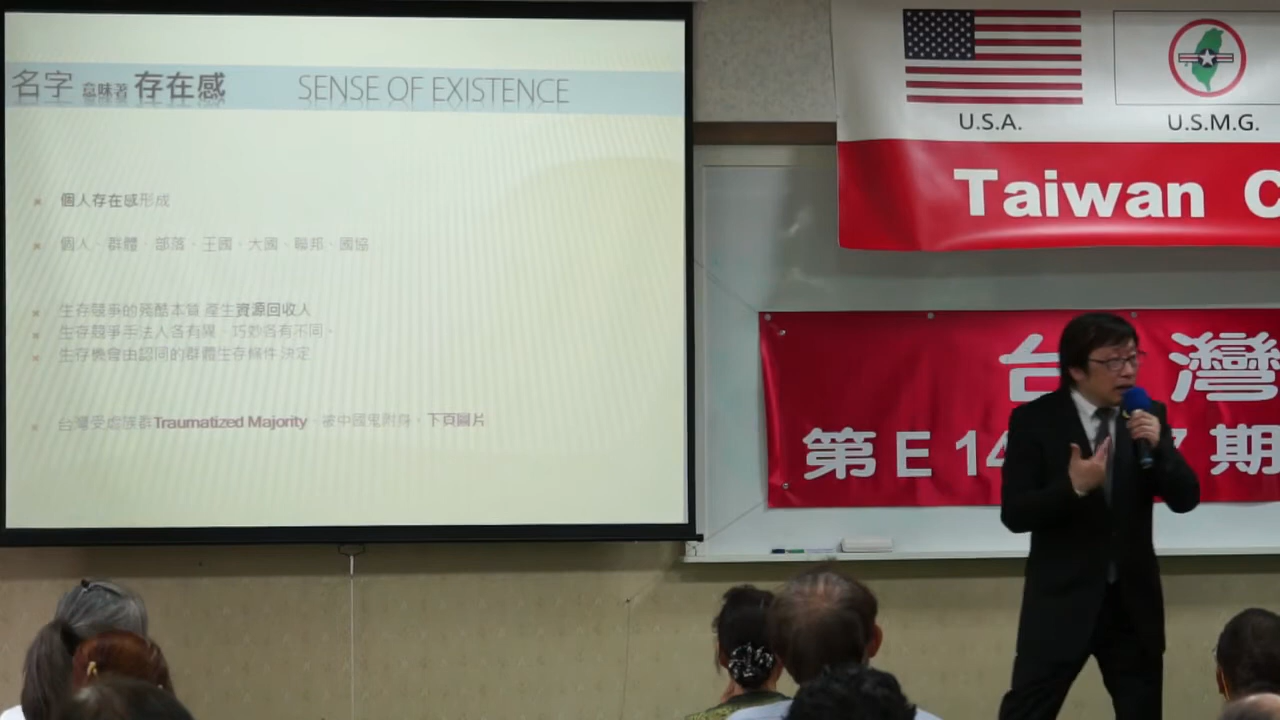 名字 意味著 存在感 SENSE OF EXISTENCE
個人存在感形成
個人、群體、部落、王國、大國、聯邦、國協
生存競爭的殘酷本質 產生資源回收人
生存競爭手法人各有異,巧妙各有不同。
生存機會由認同的群體生存條件 決定
台灣受虐族群Traumatized Majority,被中國鬼附身,下頁圖片
U.S.A.
U.S.M.G.
Taiwan C
台 灣
第 E 14 期